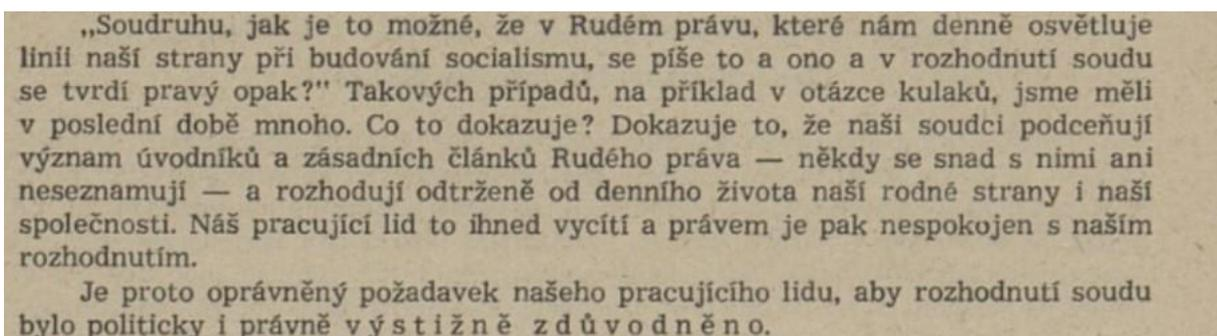 „Soudruhu, jak je to možné, že v Rudém právu, které nám denně osvětluje
linii naší strany při budování socialismu, se píše to a ono a v rozhodnutí soudu
se tvrdí pravý opak?" Takových případů, na příklad v otázce kulaků, jsme měli
v poslední době mnoho. Co to dokazuje? Dokazuje to, že naši soudci podceňují
význam úvodníků a zásadních článků Rudého práva — někdy se snad s nimi ani
neseznamují — a rozhodují odtrženě od denního života naší rodné strany i naší
společnosti. Náš pracující lid to ihned vycítí a právem je pak nespokojen s naším
rozhodnutím.
Je proto oprávněný požadavek našeho pracujícího lidu, aby rozhodnutí soudu
bylo politicky i právně výstižně zdůvodněno.